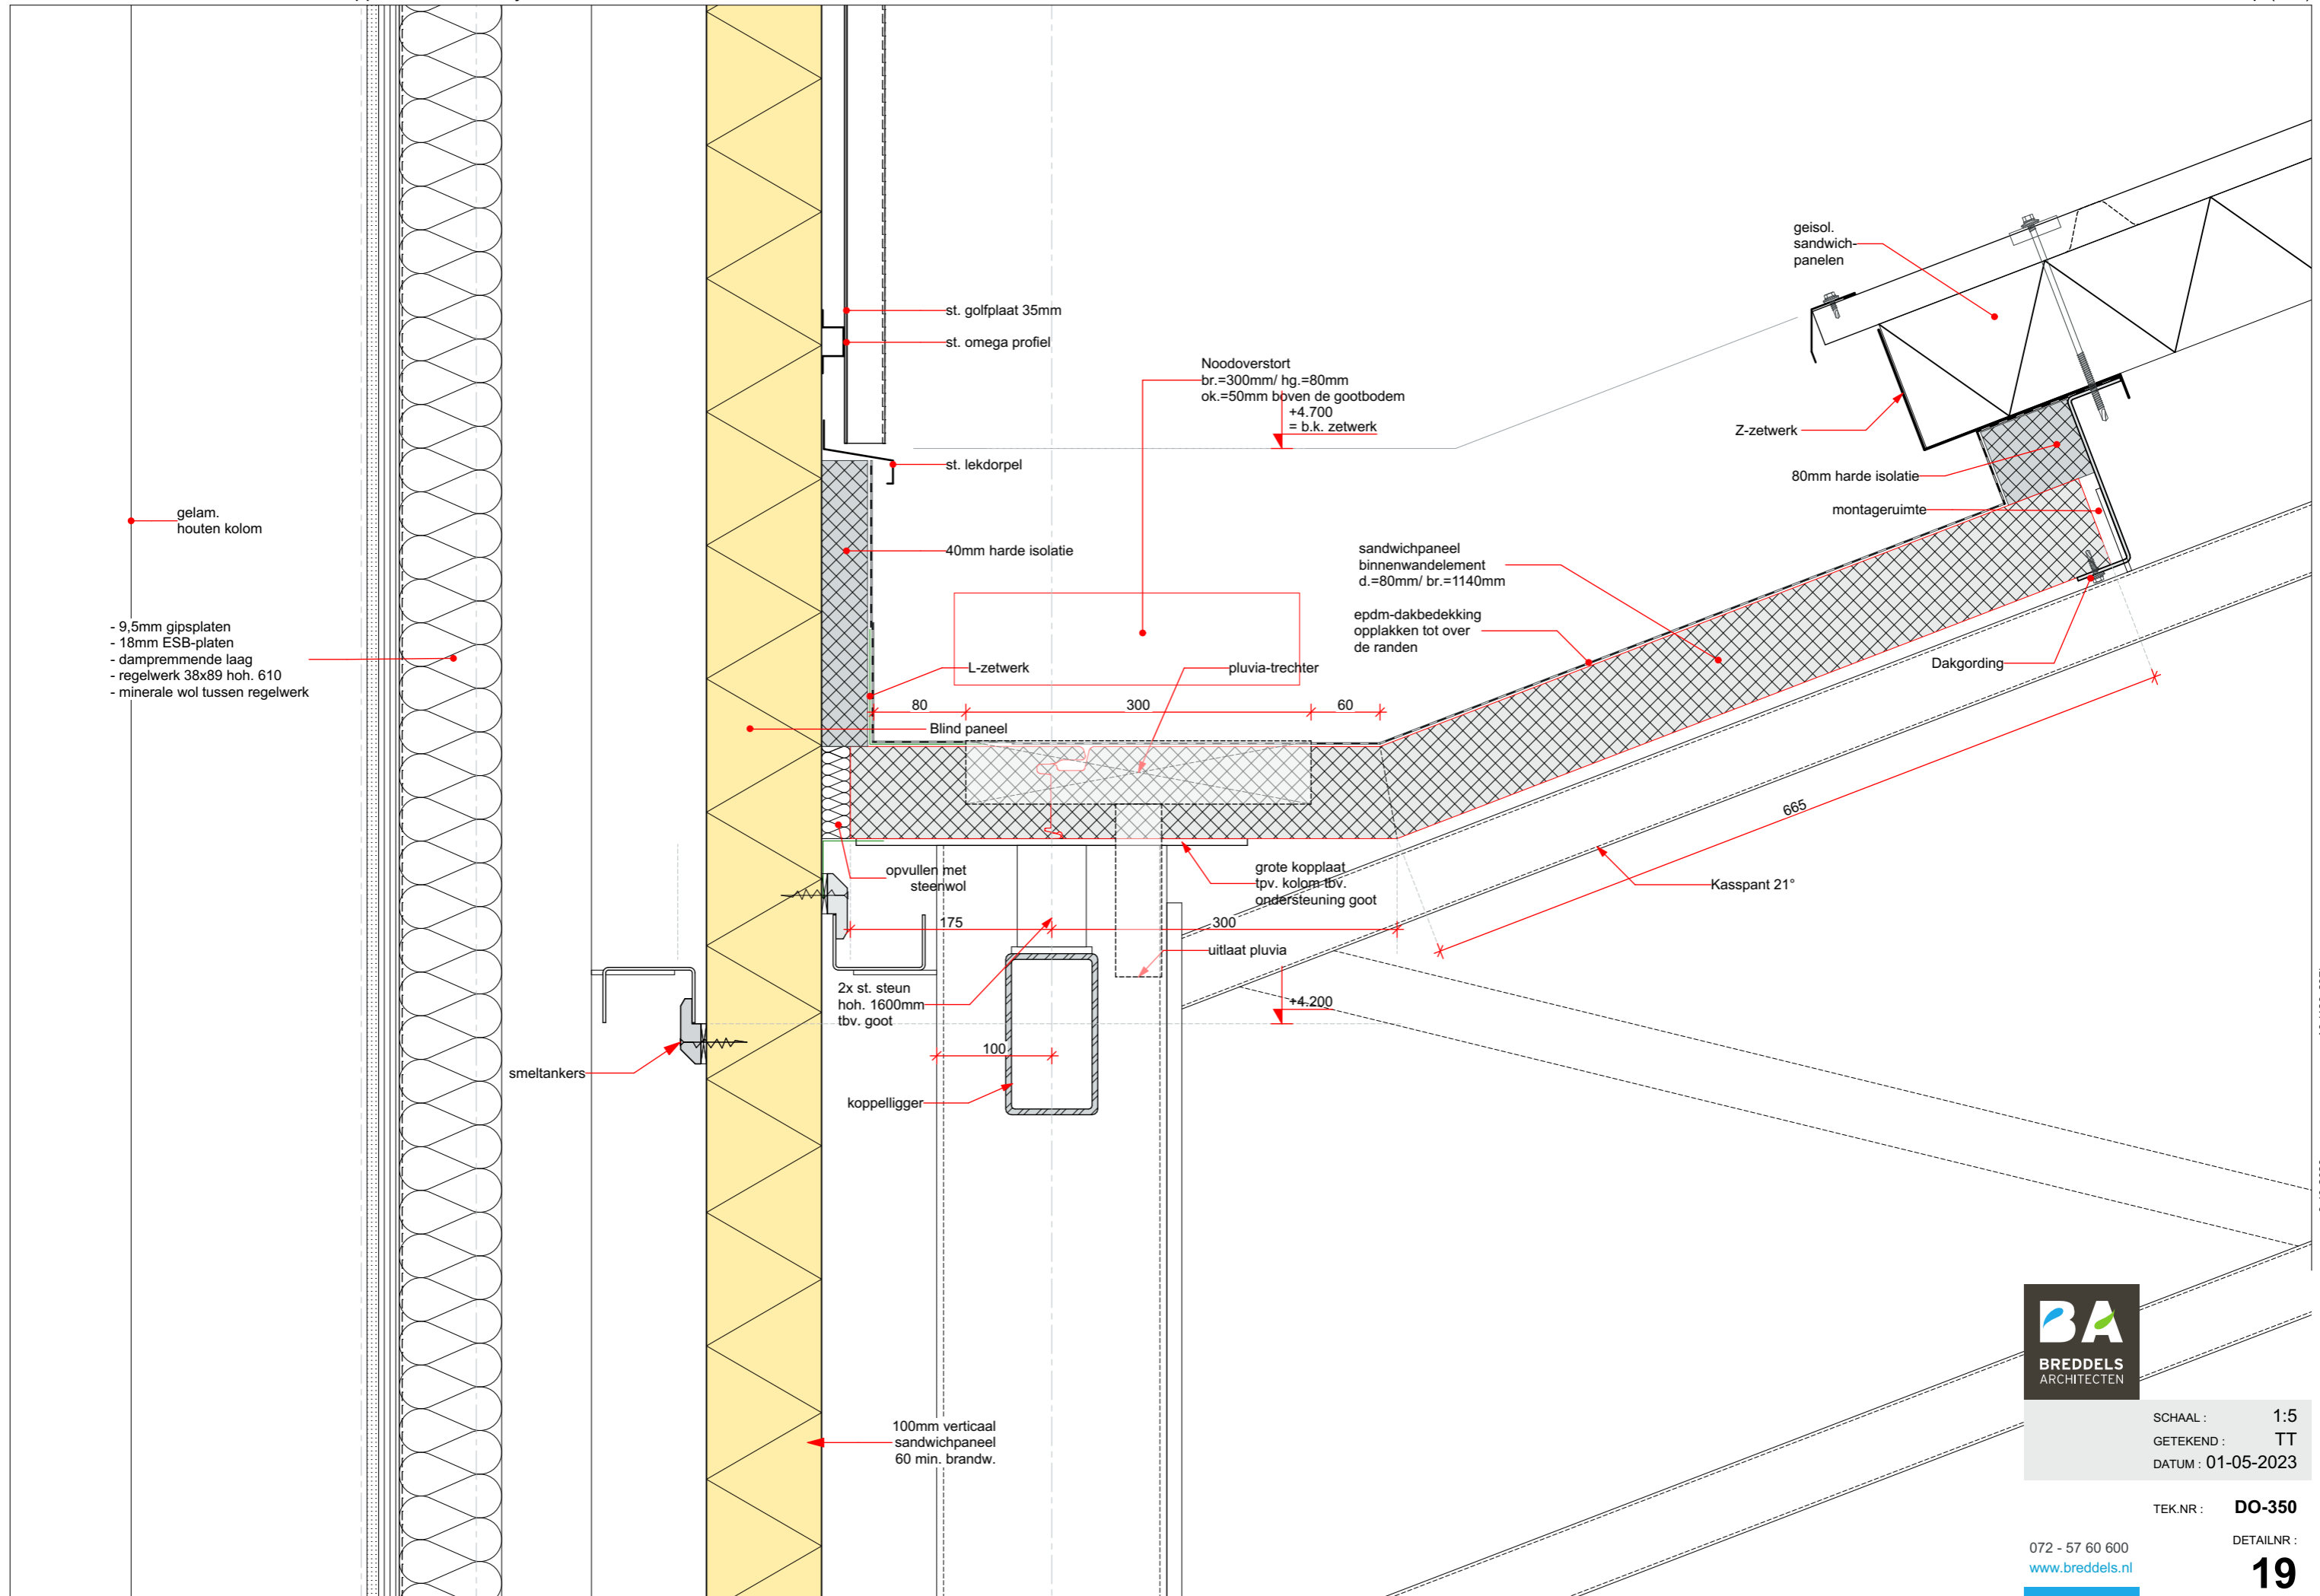 geisol.
sandwich-
panelen
st. golfplaat 35mm
st. omega profiel
Noodoverstort
br.=300mm/ hg.=80mm
ok.=50mm boven de gootbodem
+4.700
= b.k. zetwerk
Z-zetwerk
st. lekdorpel
80mm harde isolatie
montageruimte
gelam.
houten kolom
40mm harde isolatie
sandwichpaneel
binnenwandelement
d.=80mm/ br.=1140mm
epdm-dakbedekking
opplakken tot over
de randen
- 9,5mm gipsplaten
- 18mm ESB-platen
- dampremmende laag
- regelwerk 38x89 hoh. 610
- minerale wol tussen regelwerk
L-zetwerk
pluvia-trechter
Dakgording
80
300
60
Blind paneel
665
opvullen met
steenwol
grote kopplaat
tpv. kolom tbv.
ondersteuning goot
Kasspant 21°
175
300
uitlaat pluvia
2x st. steun
hoh. 1600mm
tbv. goot
+4.200
100
smeltankers
koppelligger
100mm verticaal
sandwichpaneel
60 min. brandw.
BA
BREDDELS
ARCHITECTEN
SCHAAL : 1:5
GETEKEND : TT
DATUM : 01-05-2023
TEK.NR : DO-350
DETAILNR :
19
072 - 57 60 600
www.breddels.nl